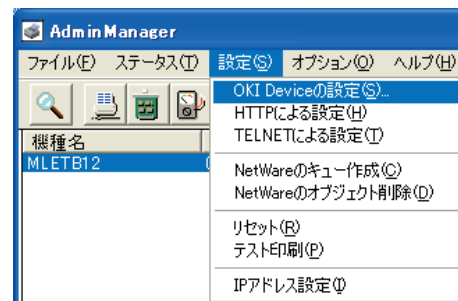 AdminManager
ファイル(F) ステータス(T) 設定(S) オプション(O) ヘルプ(H)
OKI Deviceの設定(S)...
HTTPによる設定(H)
TELNETによる設定(T)
機種名
MLETB12
NetWareのキュー作成(C)
NetWareのオブジェクト削除(D)
リセット(R)
テスト印刷(P)
IPアドレス設定(I)